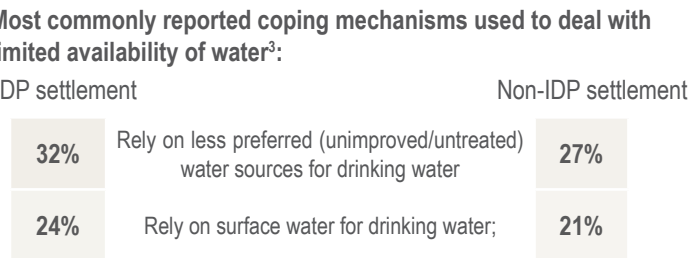 Most commonly reported coping mechanisms used to deal with
limited availability of water³:
IDP settlement Non-IDP settlement
32% Rely on less preferred (unimproved/untreated) water sources for drinking water 27%
24% Rely on surface water for drinking water; 21%